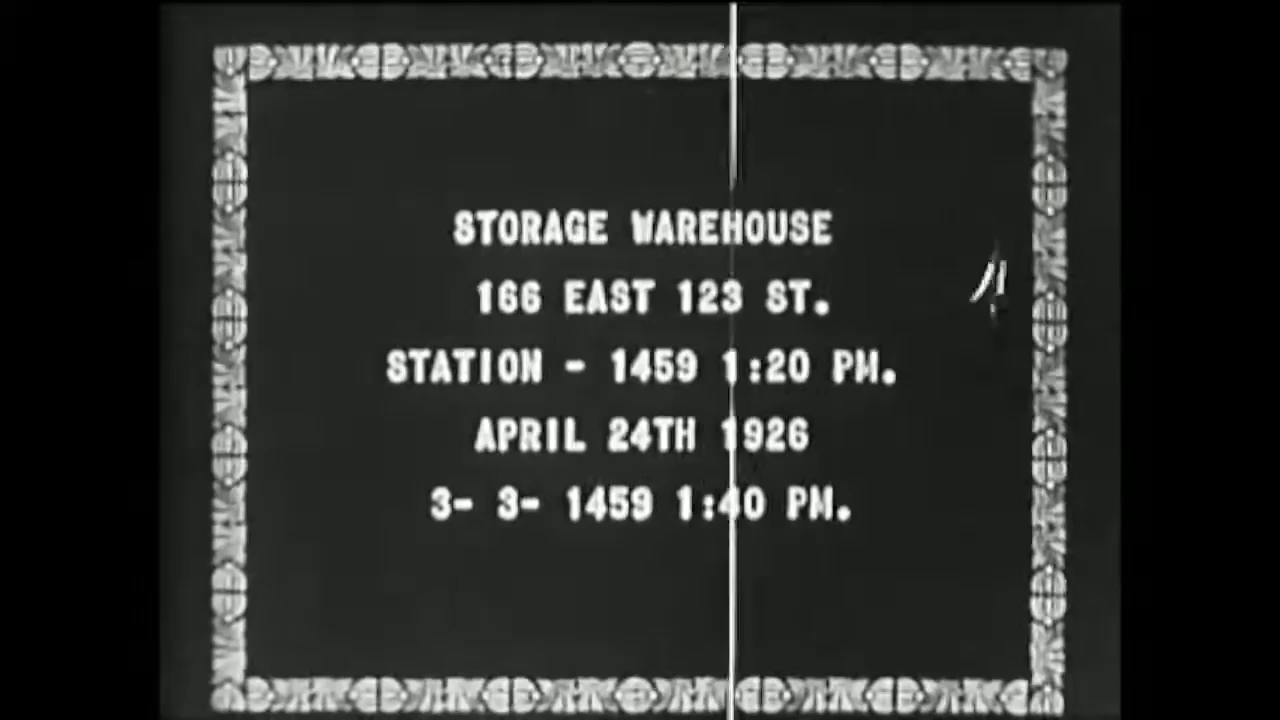 STORAGE WAREHOUSE
166 EAST 123 ST.
STATION - 1459 1:20 PM.
APRIL 24TH 1926
3- 3- 1459 1:40 PM.